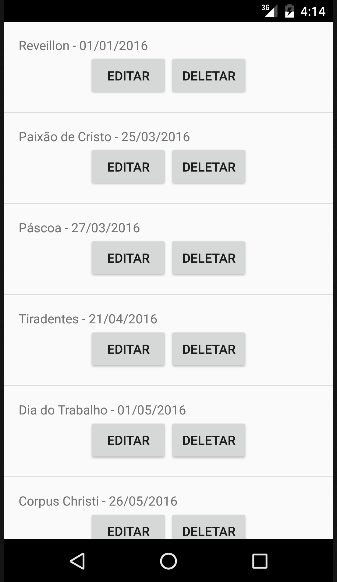 3G 4:14
Reveillon - 01/01/2016
EDITAR DELETAR
Paixão de Cristo - 25/03/2016
EDITAR DELETAR
Páscoa - 27/03/2016
EDITAR DELETAR
Tiradentes - 21/04/2016
EDITAR DELETAR
Dia do Trabalho - 01/05/2016
EDITAR DELETAR
Corpus Christi - 26/05/2016
EDITAR DELETAR